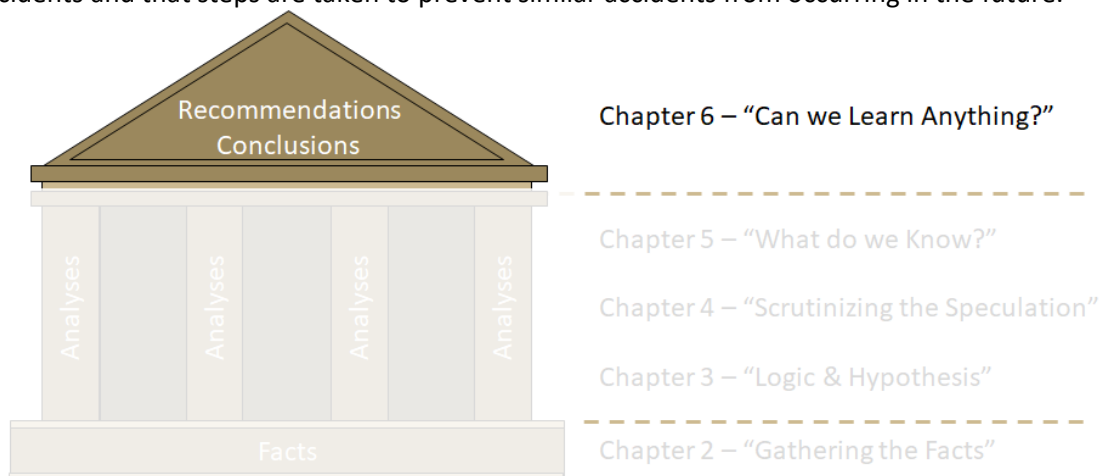 cidents and that steps are taken to prevent similar accidents from occurring in the future.
Recommendations
Conclusions
Chapter 6 – “Can we Learn Anything?”
Analyses
Analyses
Analyses
Analyses
Chapter 5 – “What do we Know?”
Chapter 4 – “Scrutinizing the Speculation”
Chapter 3 – “Logic & Hypothesis”
Facts
Chapter 2 – “Gathering the Facts”